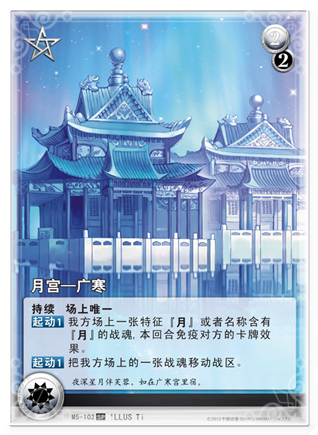 2
2
月宫—广寒
持续 场上唯一
起动1 我方场上一张特征『月』或者名称含有
『月』的战魂,本回合免疫对方的卡牌效
果。
起动1 把我方场上的一张战魂移动战区。
夜深星月伴芙蓉,如在广寒宫里宿。
MS-102 ILLUS Ti